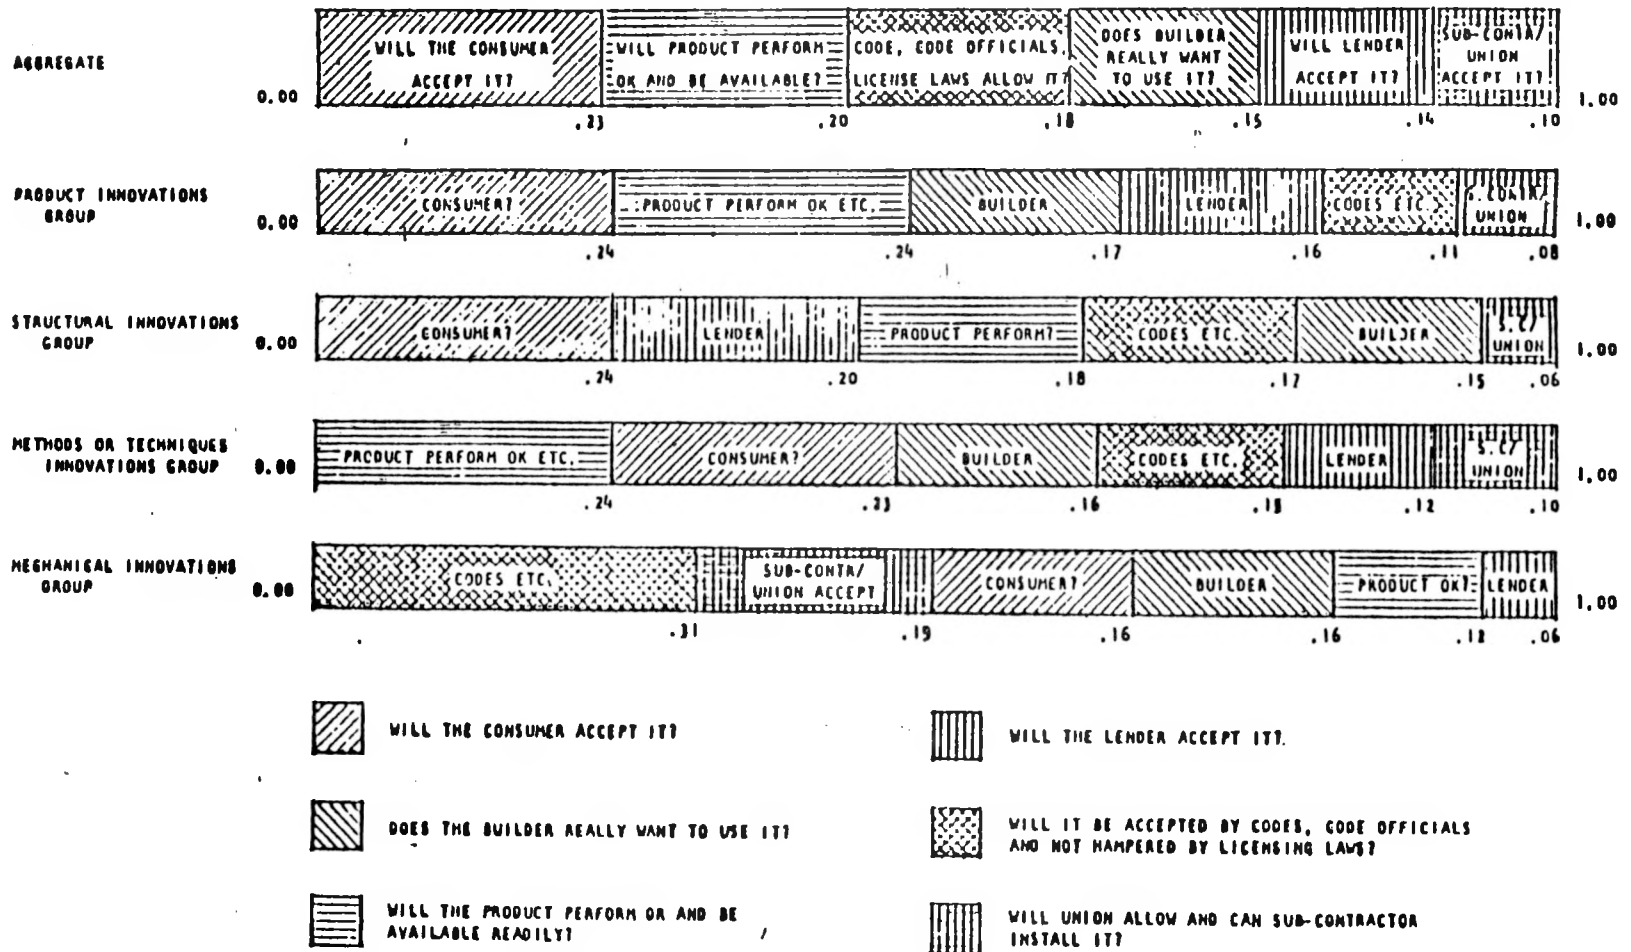 AGGREGATE
0.00
WILL THE CONSUMER
ACCEPT IT?
WILL PRODUCT PERFORM
OK AND BE AVAILABLE?
CODE, CODE OFFICIALS,
LICENSE LAWS ALLOW IT?
DOES BUILDER
REALLY WANT
TO USE IT?
WILL LENDER
ACCEPT IT?
SUB-CONTA/
UNION
ACCEPT IT?
1.00
.23 .20 .18 .15 .14 .10
PRODUCT INNOVATIONS
GROUP
0.00
CONSUMER?
PRODUCT PERFORM OK ETC.
BUILDER
LENDER
CODES ETC.
S.CONTR/
UNION
1.00
.24 .24 .17 .16 .11 .08
STRUCTURAL INNOVATIONS
GROUP
0.00
CONSUMER?
LENDER
PRODUCT PERFORM?
CODES ETC.
BUILDER
S.C/
UNION
1.00
.24 .20 .18 .17 .15 .06
METHODS OR TECHNIQUES
INNOVATIONS GROUP
0.00
PRODUCT PERFORM OK ETC.
CONSUMER?
BUILDER
CODES ETC.
LENDER
S.C/
UNION
1.00
.24 .23 .16 .15 .12 .10
MECHANICAL INNOVATIONS
GROUP
0.00
CODES ETC.
SUB-CONTR/
UNION ACCEPT
CONSUMER?
BUILDER
PRODUCT OK?
LENDER
1.00
.31 .19 .16 .16 .12 .06
WILL THE CONSUMER ACCEPT IT?
WILL THE LENDER ACCEPT IT?
DOES THE BUILDER REALLY WANT TO USE IT?
WILL IT BE ACCEPTED BY CODES, CODE OFFICIALS
AND NOT HAMPERED BY LICENSING LAWS?
WILL THE PRODUCT PERFORM OR AND BE
AVAILABLE READILY?
WILL UNION ALLOW AND CAN SUB-CONTRACTOR
INSTALL IT?